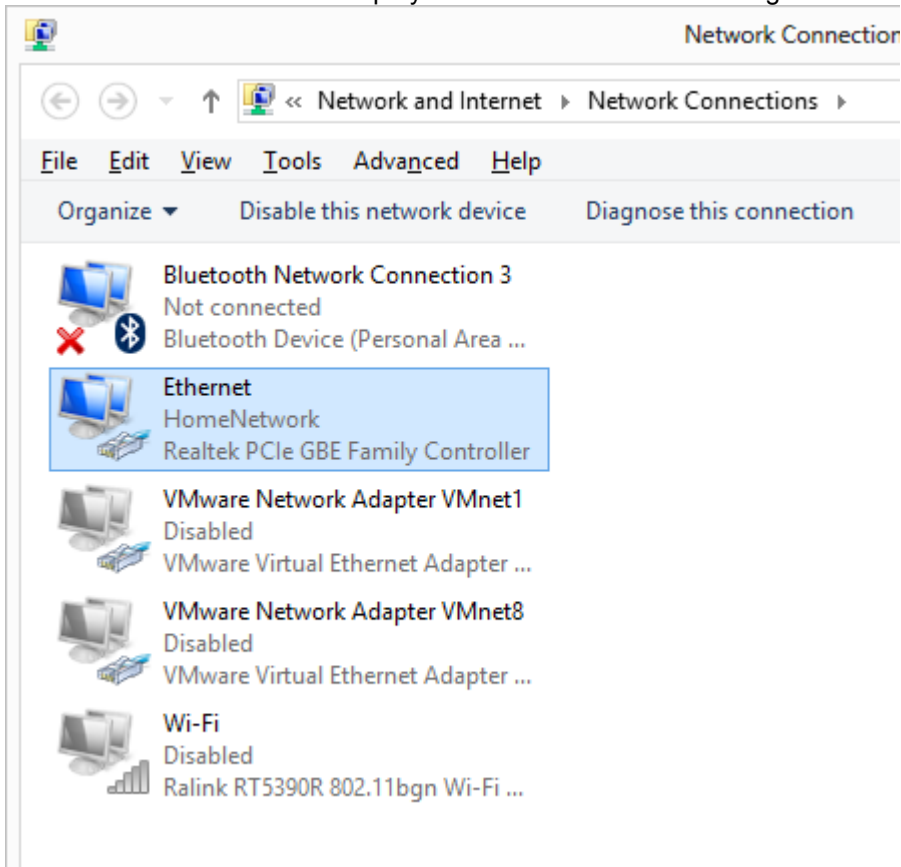 Network Connection
« Network and Internet ▸ Network Connections ▸
File Edit View Tools Advanced Help
Organize ▾ Disable this network device Diagnose this connection
Bluetooth Network Connection 3
Not connected
Bluetooth Device (Personal Area ...
Ethernet
HomeNetwork
Realtek PCIe GBE Family Controller
VMware Network Adapter VMnet1
Disabled
VMware Virtual Ethernet Adapter ...
VMware Network Adapter VMnet8
Disabled
VMware Virtual Ethernet Adapter ...
Wi-Fi
Disabled
Ralink RT5390R 802.11bgn Wi-Fi ...